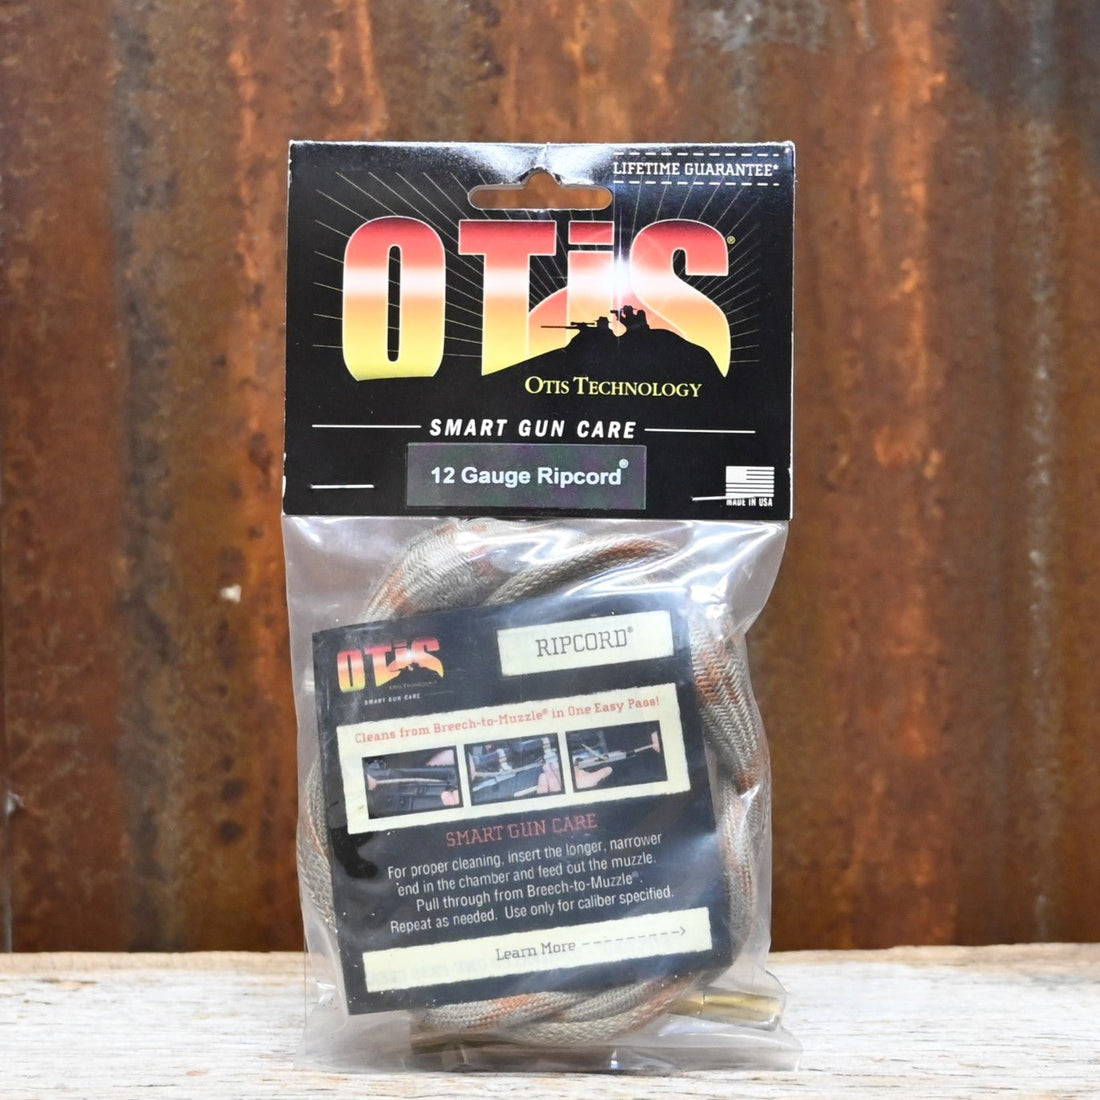 LIFETIME GUARANTEE*
OTiS®
OTIS TECHNOLOGY
SMART GUN CARE
12 Gauge Ripcord®
MADE IN USA
OTiS
OTIS TECHNOLOGY
SMART GUN CARE
RIPCORD®
Cleans from Breech-to-Muzzle® in One Easy Pass!
SMART GUN CARE
For proper cleaning, insert the longer, narrower
end in the chamber and feed out the muzzle.
Pull through from Breech-to-Muzzle®.
Repeat as needed. Use only for caliber specified.
Learn More